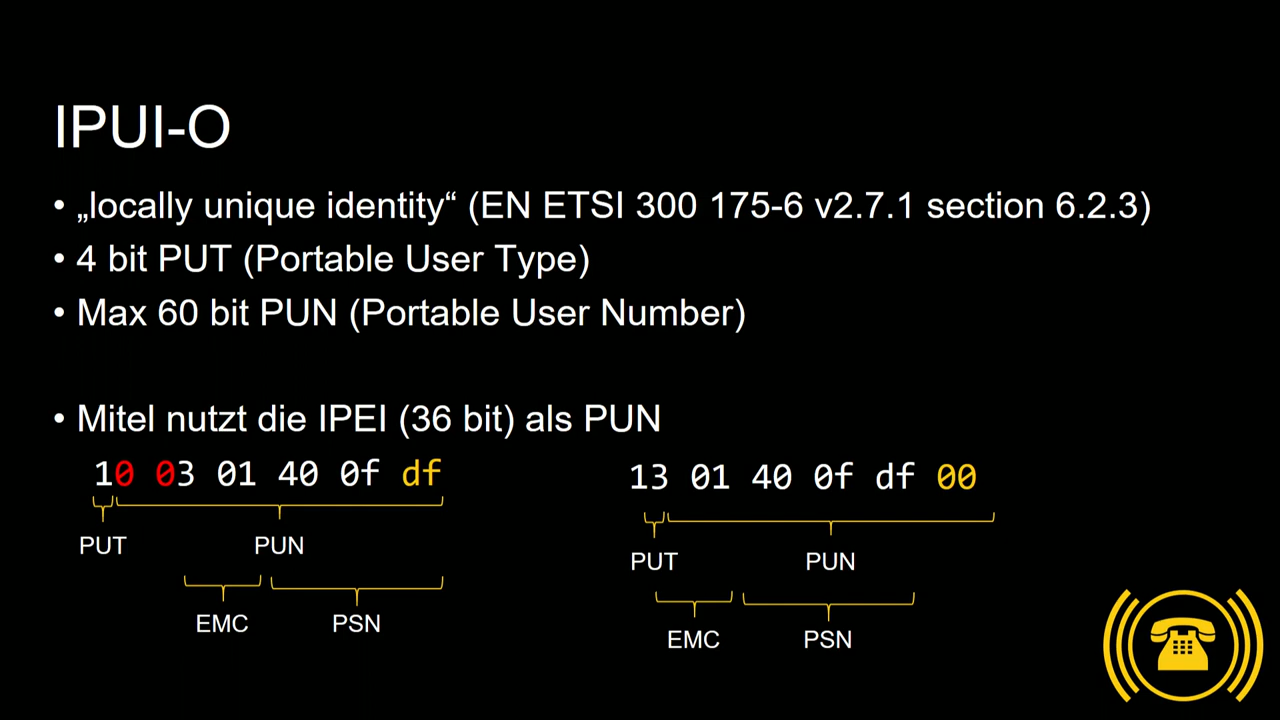 IPUI-O
• „locally unique identity“ (EN ETSI 300 175-6 v2.7.1 section 6.2.3)
• 4 bit PUT (Portable User Type)
• Max 60 bit PUN (Portable User Number)
• Mitel nutzt die IPEI (36 bit) als PUN
10 03 01 40 0f df
PUT PUN
EMC PSN
13 01 40 0f df 00
PUT PUN
EMC PSN